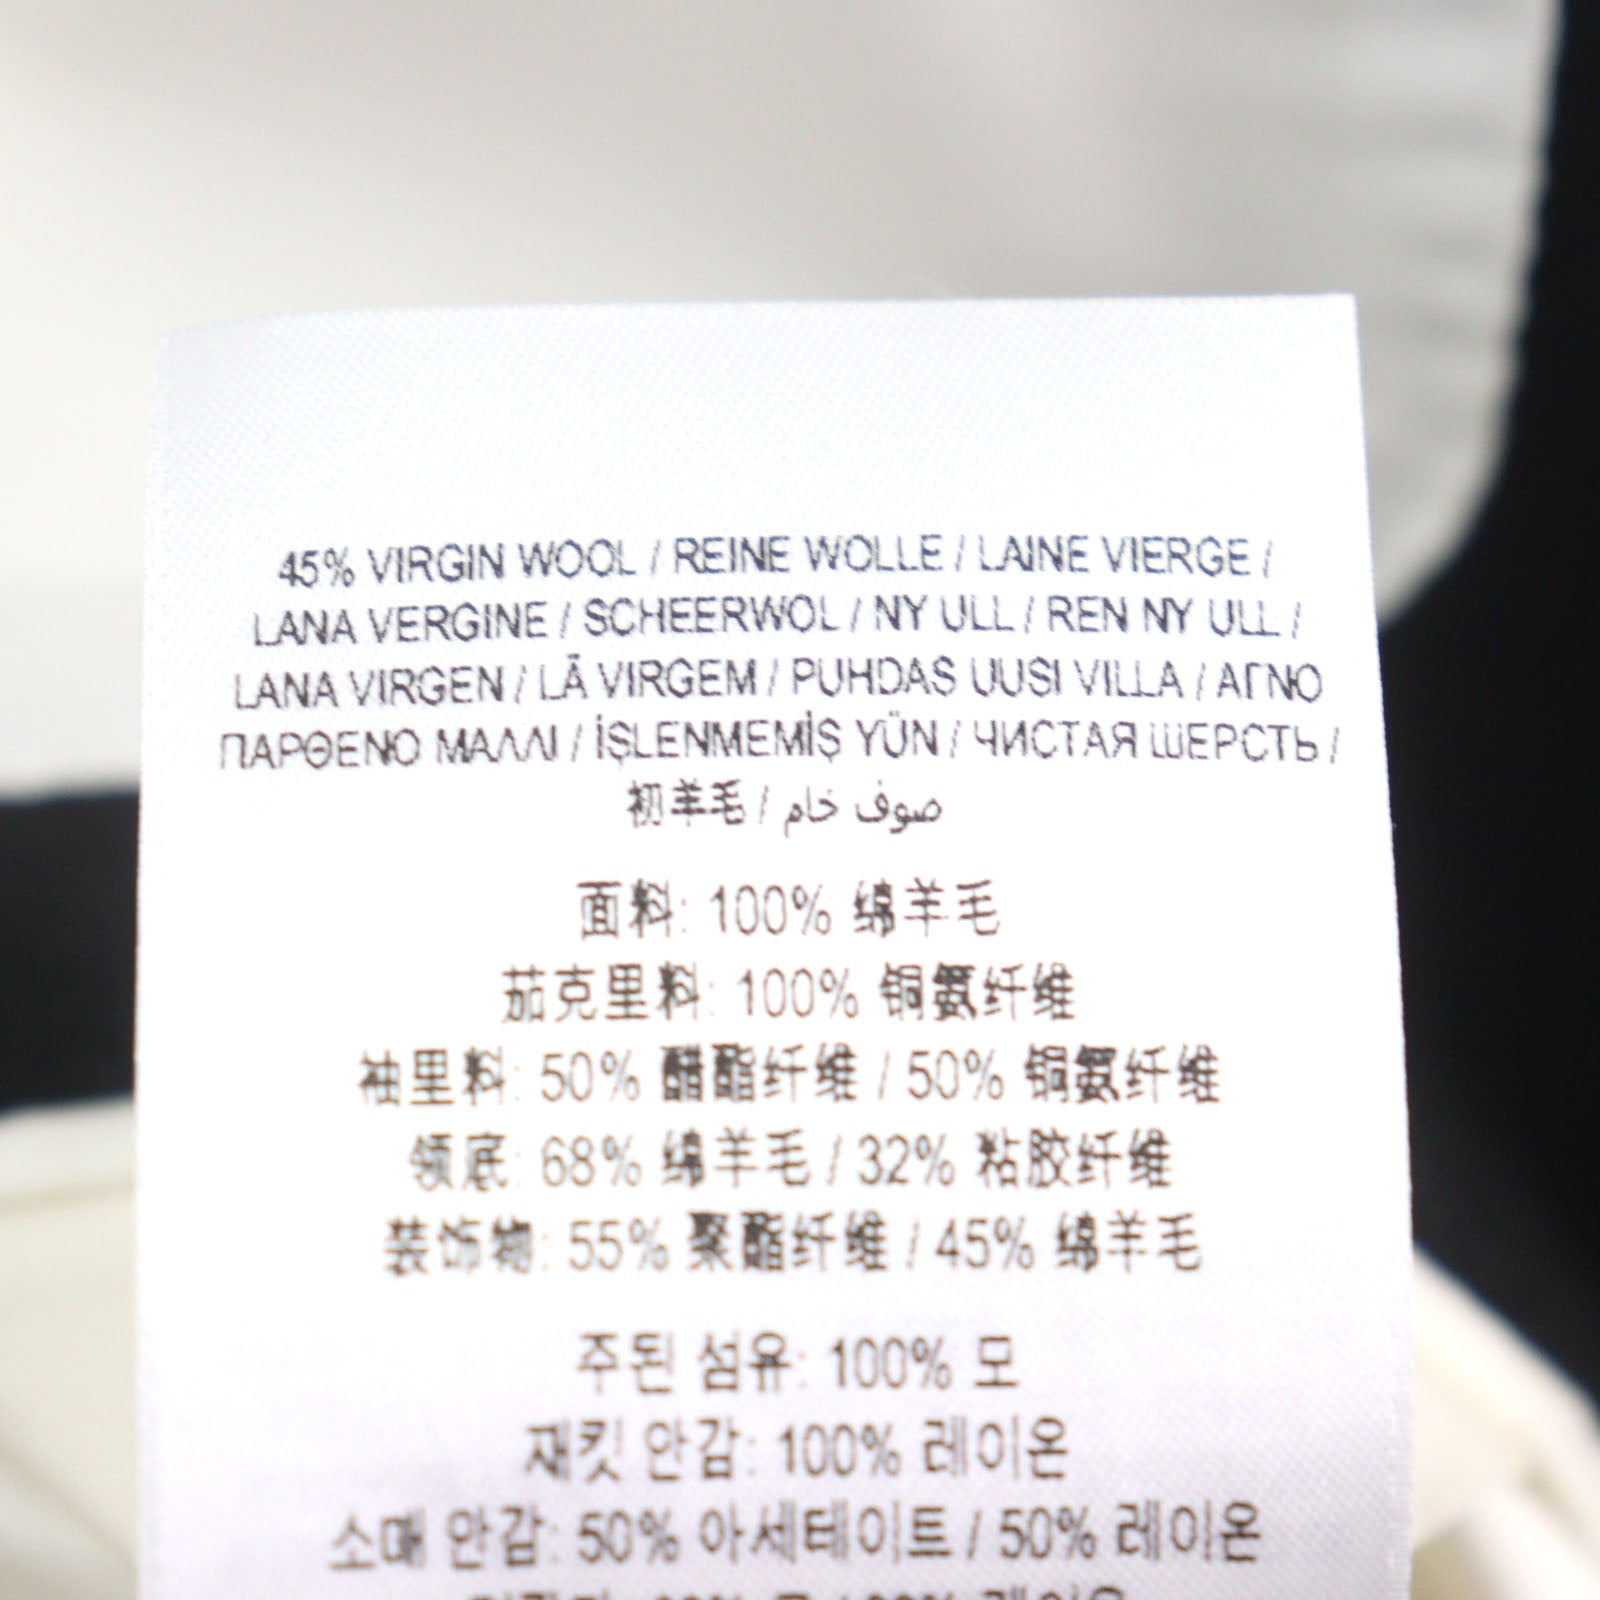 45% VIRGIN WOOL / REINE WOLLE / LAINE VIERGE /
LANA VERGINE / SCHEERWOL / NY ULL / REN NY ULL /
LANA VIRGEN / LÃ VIRGEM / PUHDAS UUSI VILLA / ΑΓΝΟ
ΠΑΡΘΕΝΟ ΜΑΛΛΙ / İŞLENMEMİŞ YÜN / ЧИСТАЯ ШЕРСТЬ /
初羊毛 / صوف خام
面料: 100% 绵羊毛
茄克里料: 100% 铜氨纤维
袖里料: 50% 醋酯纤维 / 50% 铜氨纤维
领底: 68% 绵羊毛 / 32% 粘胶纤维
装饰物: 55% 聚酯纤维 / 45% 绵羊毛
주된 섬유: 100% 모
재킷 안감: 100% 레이온
소매 안감: 50% 아세테이트 / 50% 레이온